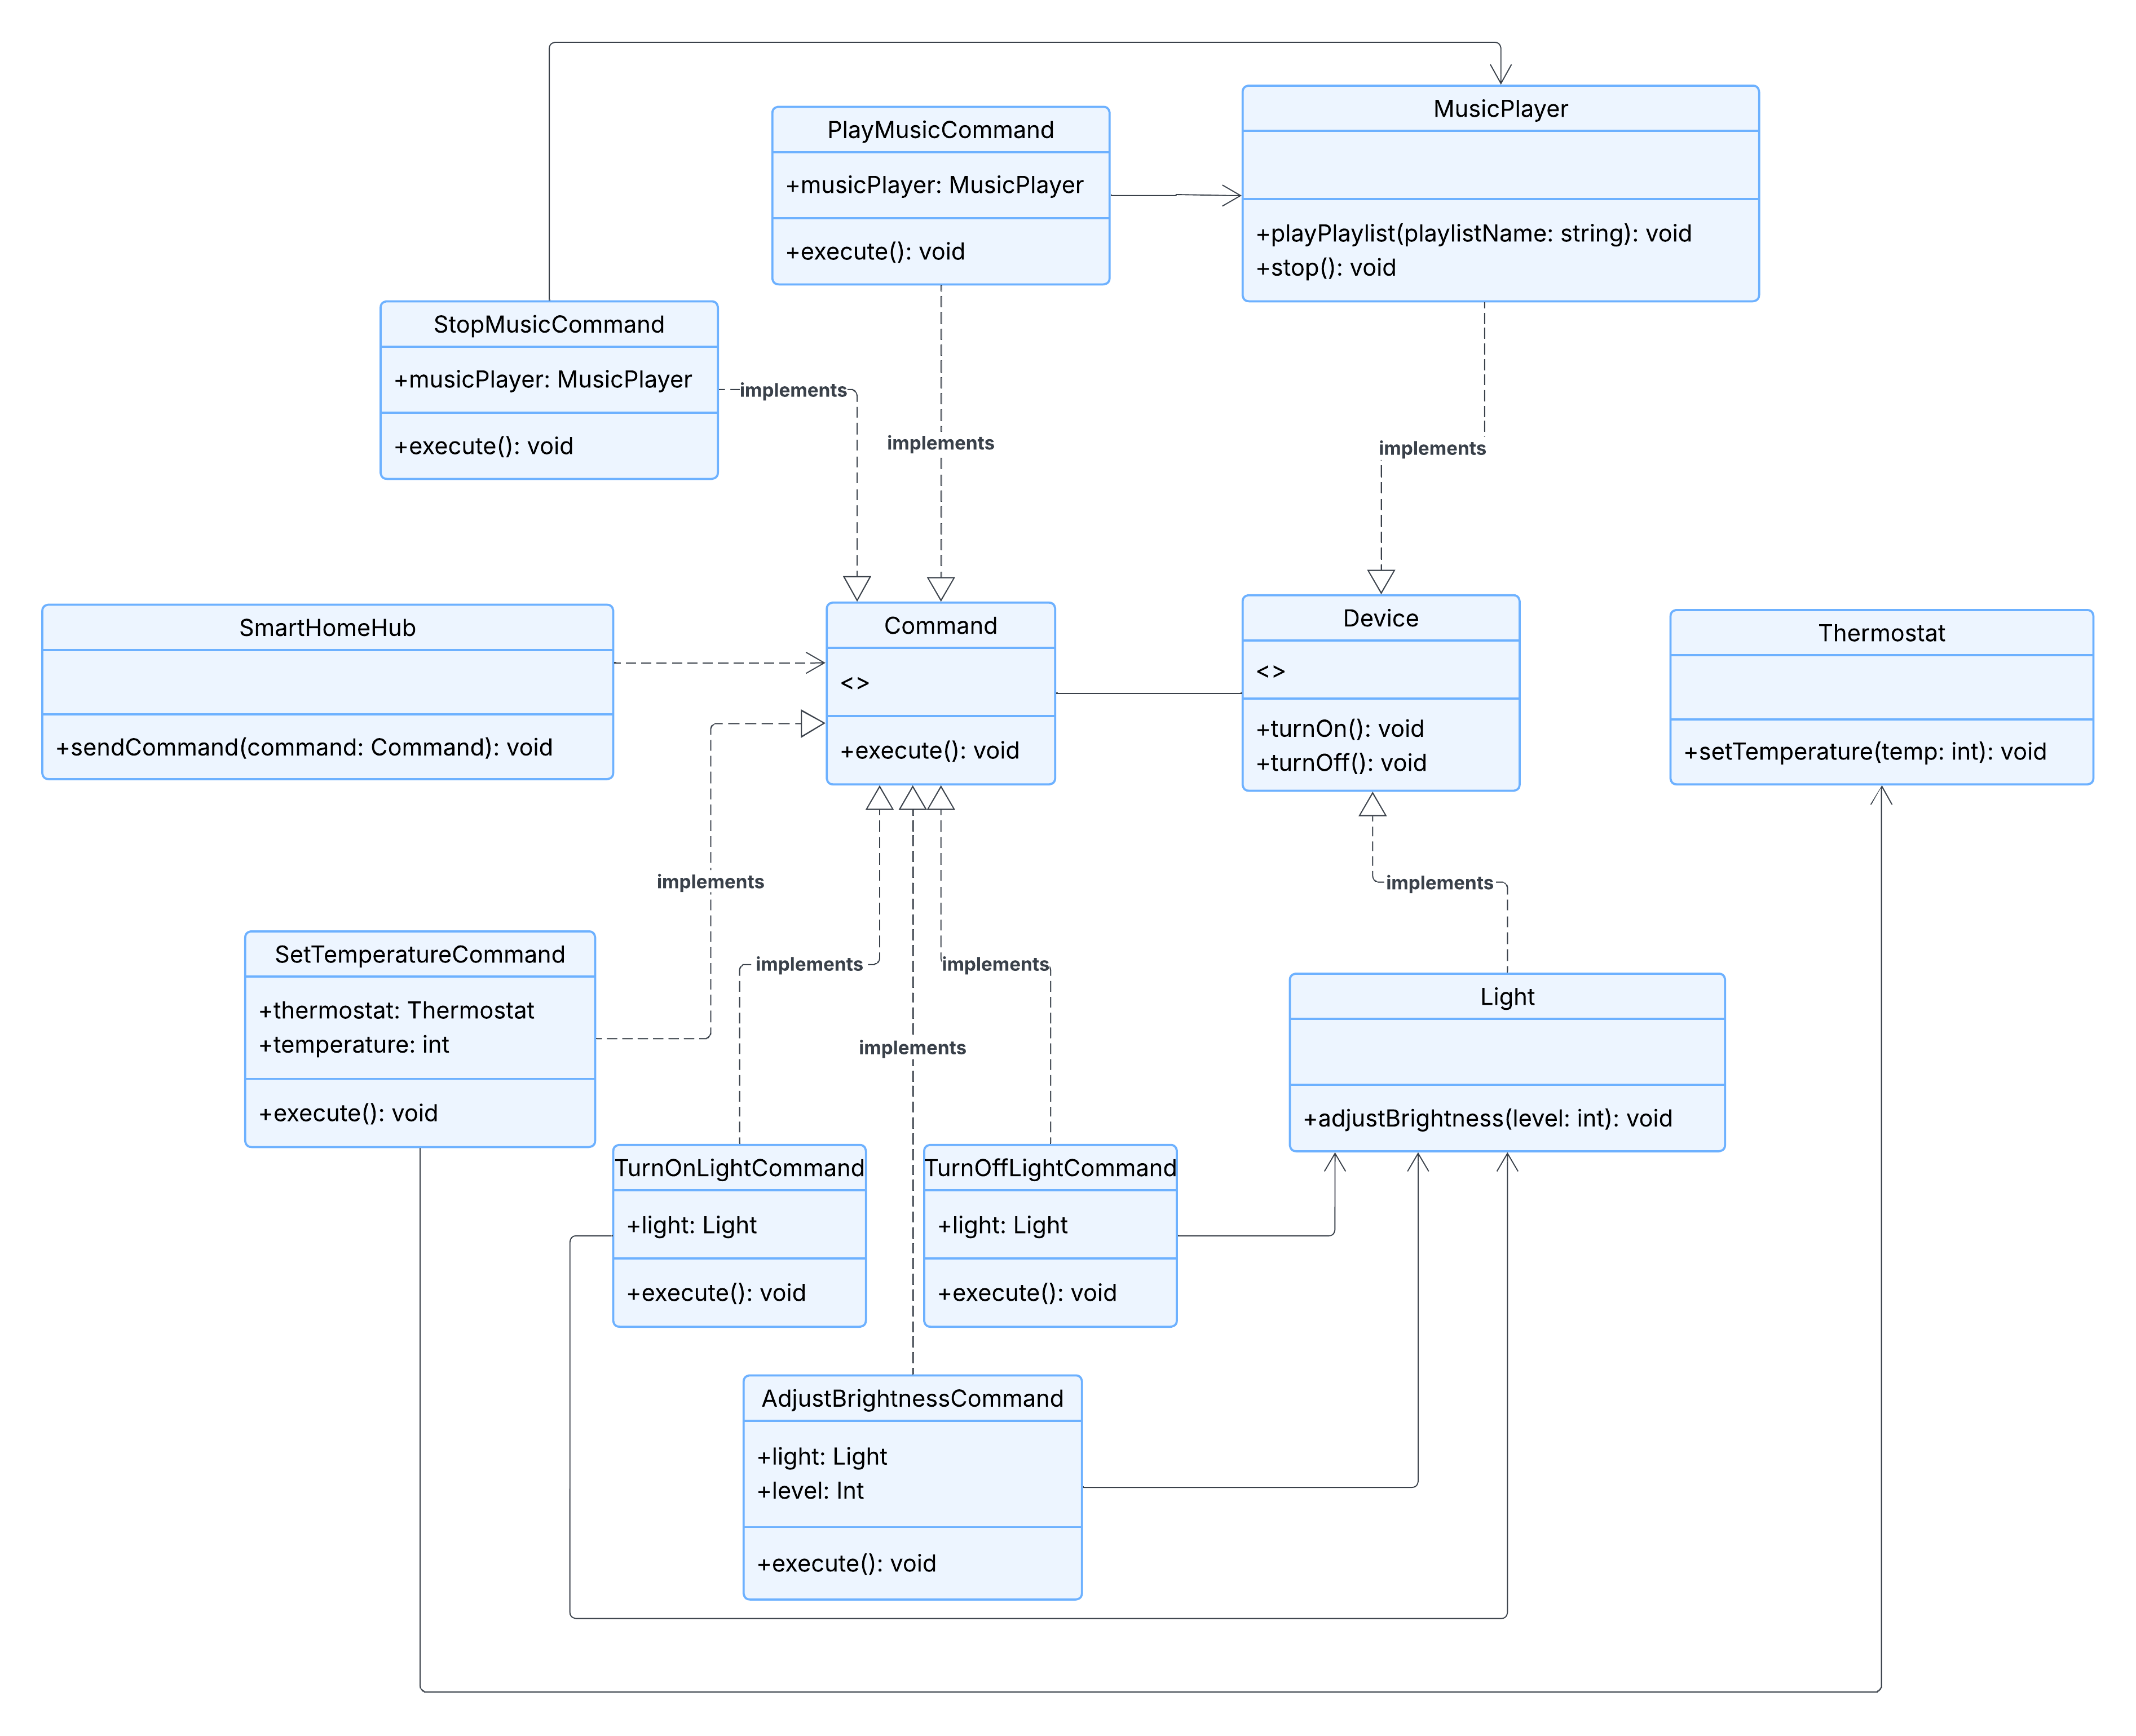 MusicPlayer
+playPlaylist(playlistName: string): void
+stop(): void
PlayMusicCommand
+musicPlayer: MusicPlayer
+execute(): void
StopMusicCommand
+musicPlayer: MusicPlayer
+execute(): void
implements
implements
implements
SmartHomeHub
+sendCommand(command: Command): void
Command
<>
+execute(): void
Device
<>
+turnOn(): void
+turnOff(): void
Thermostat
+setTemperature(temp: int): void
implements
implements
SetTemperatureCommand
+thermostat: Thermostat
+temperature: int
+execute(): void
implements
implements
implements
Light
+adjustBrightness(level: int): void
TurnOnLightCommand
+light: Light
+execute(): void
TurnOffLightCommand
+light: Light
+execute(): void
AdjustBrightnessCommand
+light: Light
+level: Int
+execute(): void